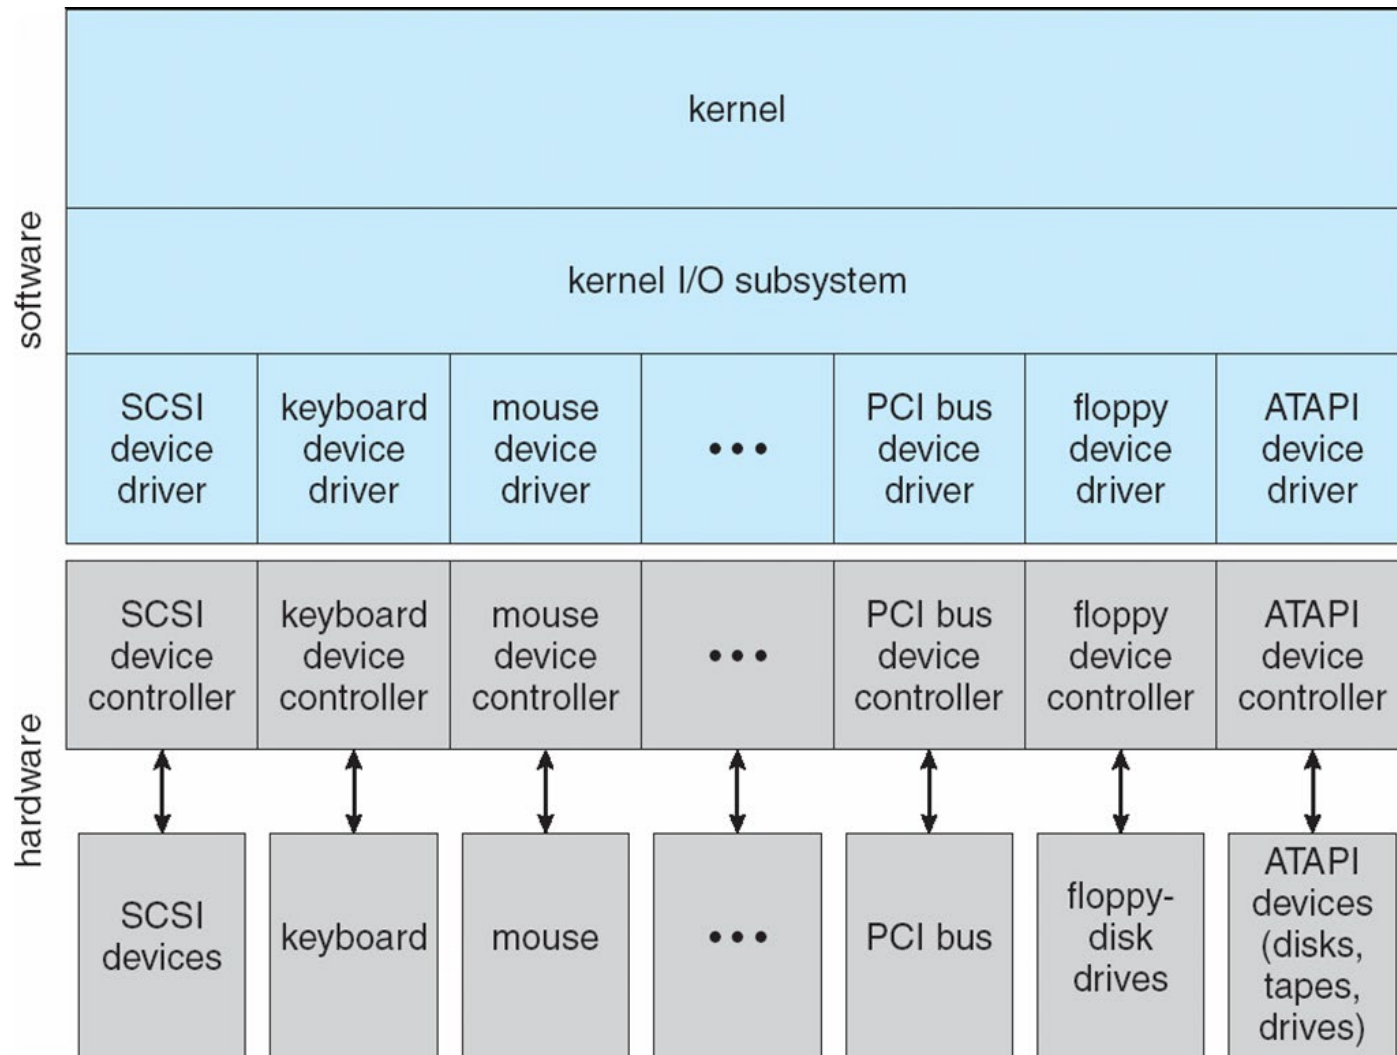 kernel
kernel I/O subsystem
software
SCSI
device
driver
keyboard
device
driver
mouse
device
driver
•••
PCI bus
device
driver
floppy
device
driver
ATAPI
device
driver
hardware
SCSI
device
controller
keyboard
device
controller
mouse
device
controller
•••
PCI bus
device
controller
floppy
device
controller
ATAPI
device
controller
SCSI
devices
keyboard
mouse
•••
PCI bus
floppy-
disk
drives
ATAPI
devices
(disks,
tapes,
drives)